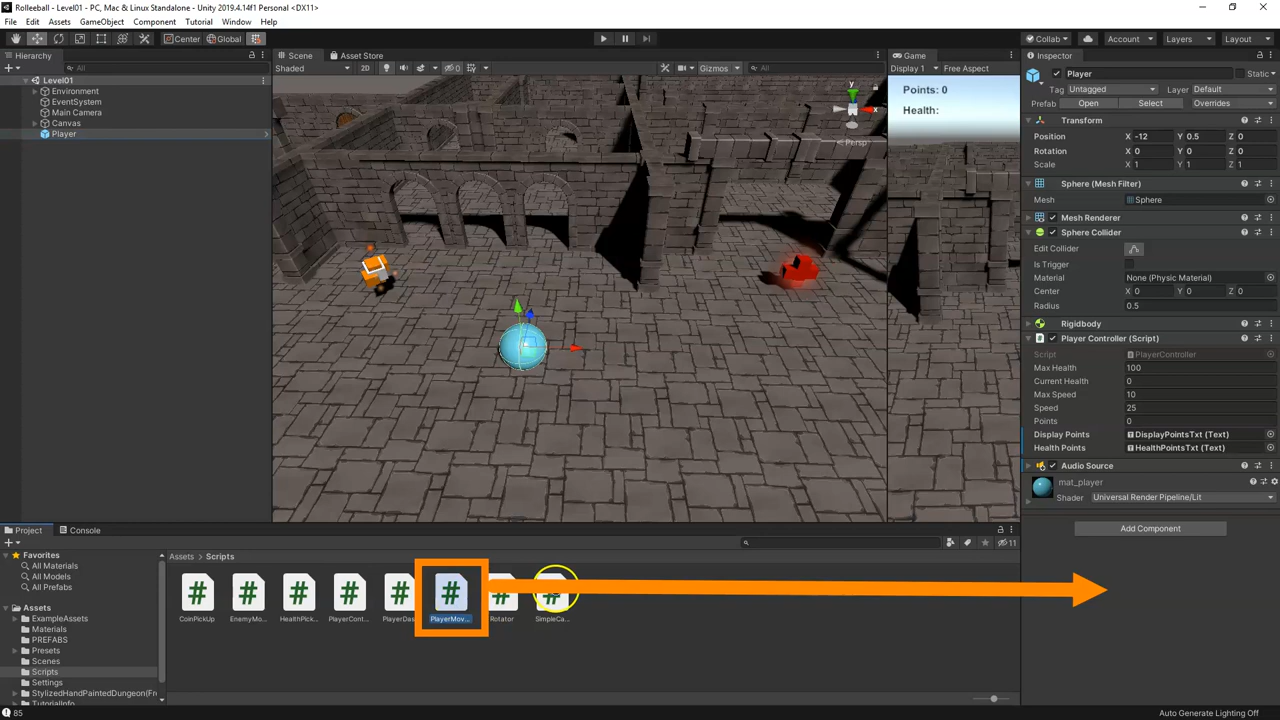 Rolleeball - Level01 - PC, Mac & Linux Standalone - Unity 2019.4.14f1 Personal <DX11>
File Edit Assets GameObject Component Tutorial Window Help
Center Global Collab Account Layers Layout
Hierarchy
All
Level01
Environment
EventSystem
Main Camera
Canvas
Player
Scene Asset Store
Shaded 2D 0 Gizmos All
y
x
Persp
Game
Display 1 Free Aspect
Points: 0
Health:
Inspector
Player Static
Tag Untagged Layer Default
Prefab Open Select Overrides
Transform
Position X -12 Y 0.5 Z 0
Rotation X 0 Y 0 Z 0
Scale X 1 Y 1 Z 1
Sphere (Mesh Filter)
Mesh Sphere
Mesh Renderer
Sphere Collider
Edit Collider
Is Trigger
Material None (Physic Material)
Center X 0 Y 0 Z 0
Radius 0.5
Rigidbody
Player Controller (Script)
Script PlayerController
Max Health 100
Current Health 0
Max Speed 10
Speed 25
Points 0
Display Points DisplayPointsTxt (Text)
Health Points HealthPointsTxt (Text)
Audio Source
mat_player
Shader Universal Render Pipeline/Lit
Add Component
Project Console
11
Favorites
All Materials
All Models
All Prefabs
Assets
ExampleAssets
Materials
PREFABS
Presets
Scenes
Scripts
Settings
StylizedHandPaintedDungeon(Fr
TutorialInfo
Assets > Scripts
# # # # # # # #
CoinPickUp EnemyMo... HealthPick... PlayerCont... PlayerDa PlayerMov... Rotator SimpleCa...
85
Auto Generate Lighting Off